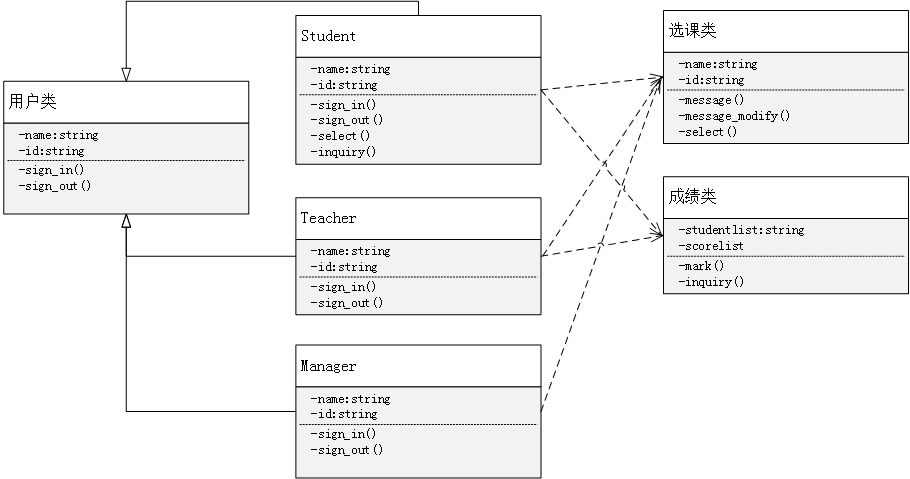 用户类
-name:string
-id:string
-sign_in()
-sign_out()
Student
-name:string
-id:string
-sign_in()
-sign_out()
-select()
-inquiry()
Teacher
-name:string
-id:string
-sign_in()
-sign_out()
Manager
-name:string
-id:string
-sign_in()
-sign_out()
选课类
-name:string
-id:string
-message()
-message_modify()
-select()
成绩类
-studentlist:string
-scorelist
-mark()
-inquiry()